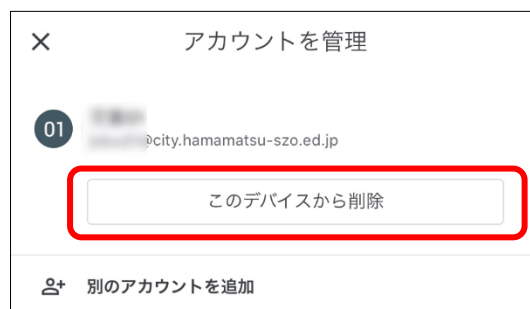 アカウントを管理
01
@city.hamamatsu-szo.ed.jp
このデバイスから削除
別のアカウントを追加